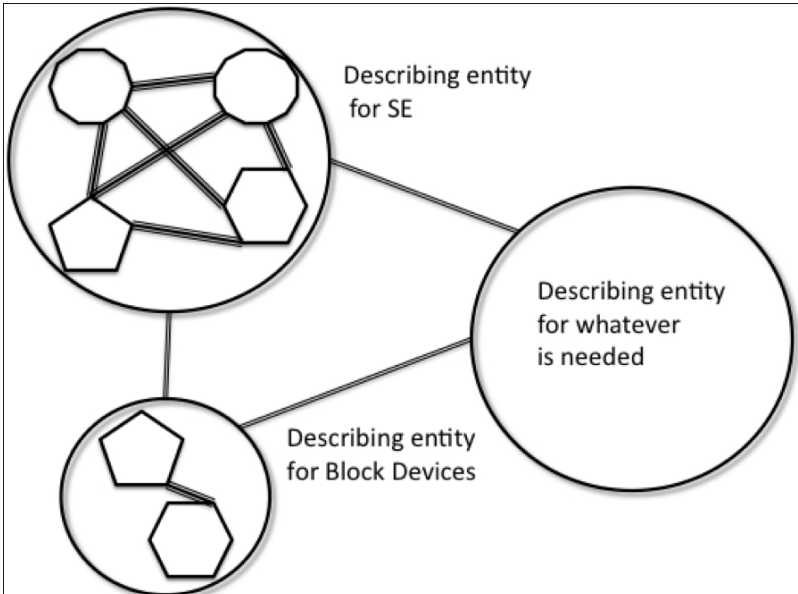 Describing entity
for SE
Describing entity
for whatever
is needed
Describing entity
for Block Devices